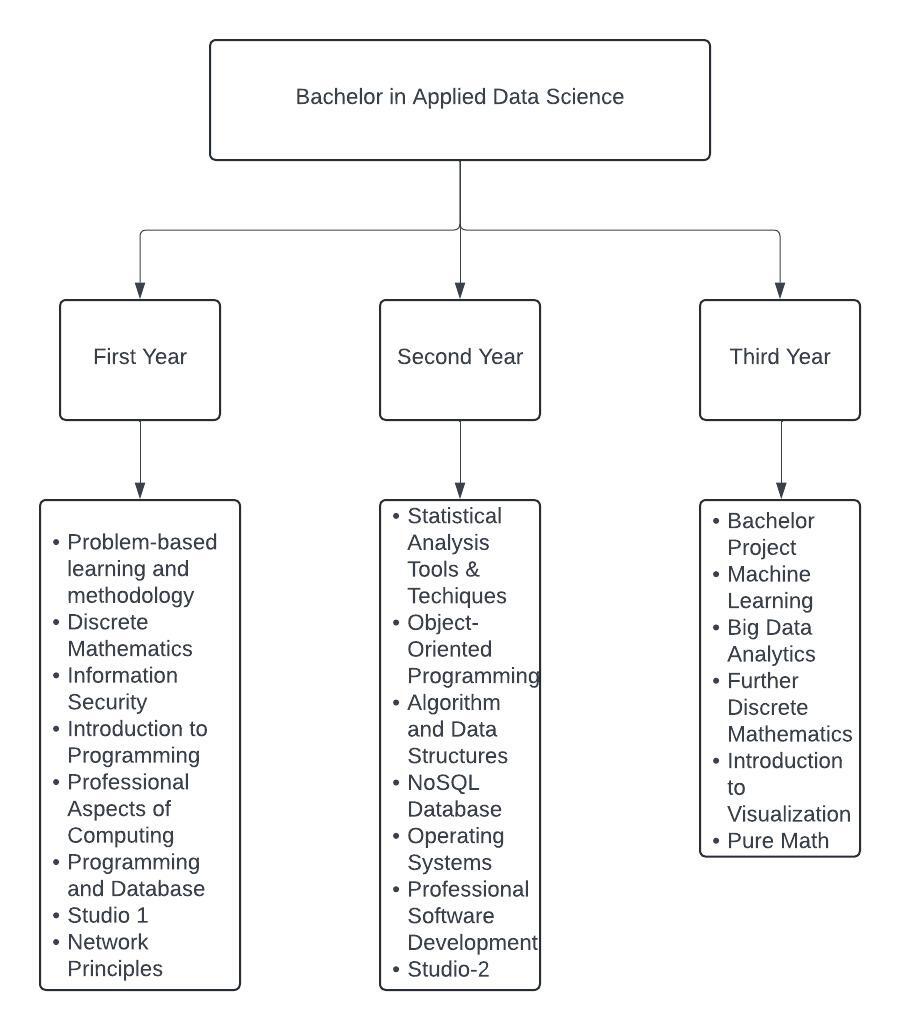 Bachelor in Applied Data Science
First Year
Second Year
Third Year
• Problem-based
learning and
methodology
• Discrete
Mathematics
• Information
Security
• Introduction to
Programming
• Professional
Aspects of
Computing
• Programming
and Database
• Studio 1
• Network
Principles
• Statistical
Analysis
Tools &
Techiques
• Object-
Oriented
Programming
• Algorithm
and Data
Structures
• NoSQL
Database
• Operating
Systems
• Professional
Software
Development
• Studio-2
• Bachelor
Project
• Machine
Learning
• Big Data
Analytics
• Further
Discrete
Mathematics
• Introduction
to
Visualization
• Pure Math